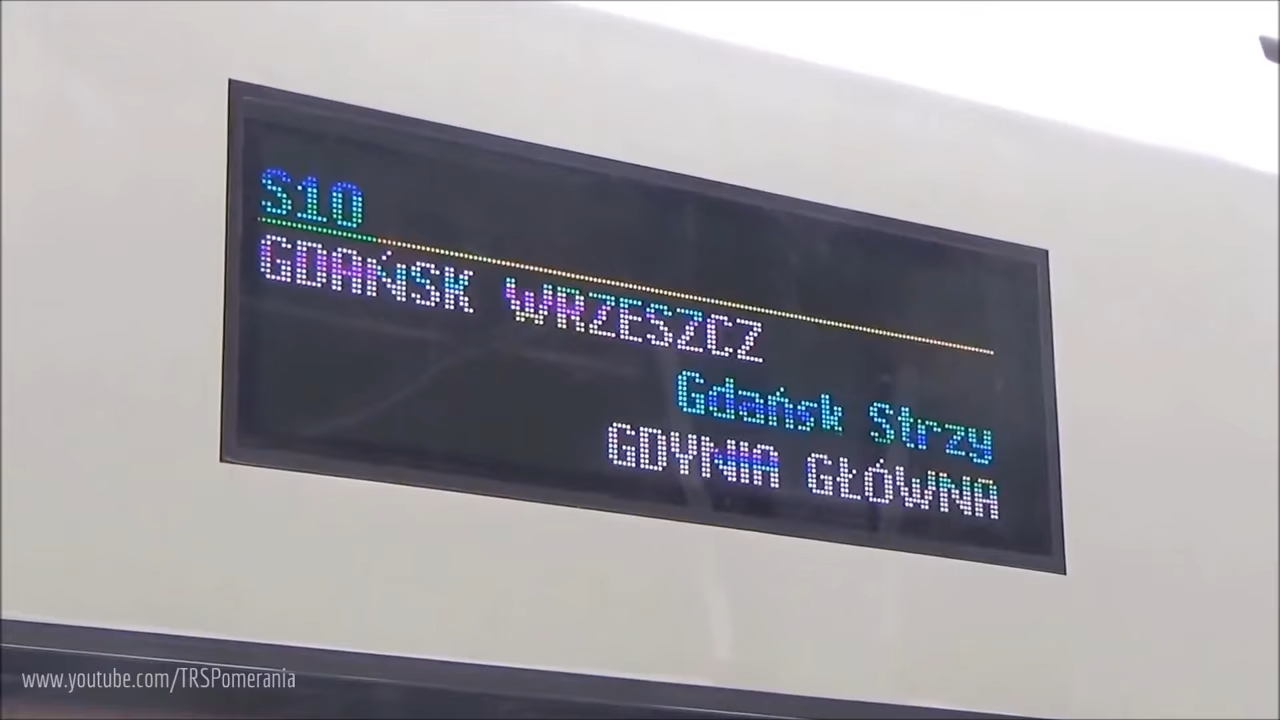 S10
GDAŃSK WRZESZCZ
Gdańsk Strzy
GDYNIA GŁÓWNA
www.youtube.com/TRSPomerania